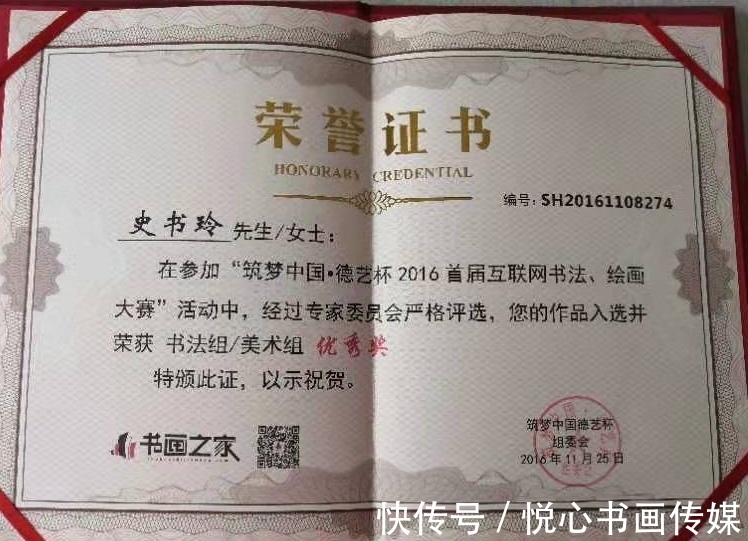 荣誉证书
HONORARY CREDENTIAL
编号：SH20161108274
史书玲 先生/女士：
在参加“筑梦中国•德艺杯 2016 首届互联网书法、绘画
大赛”活动中，经过专家委员会严格评选，您的作品入选并
荣获 书法组/美术组 优秀奖
特颁此证，以示祝贺。
书画之家
筑梦中国德艺杯
组委会
2016 年 11 月 25 日
快传号 / 悦心书画传媒